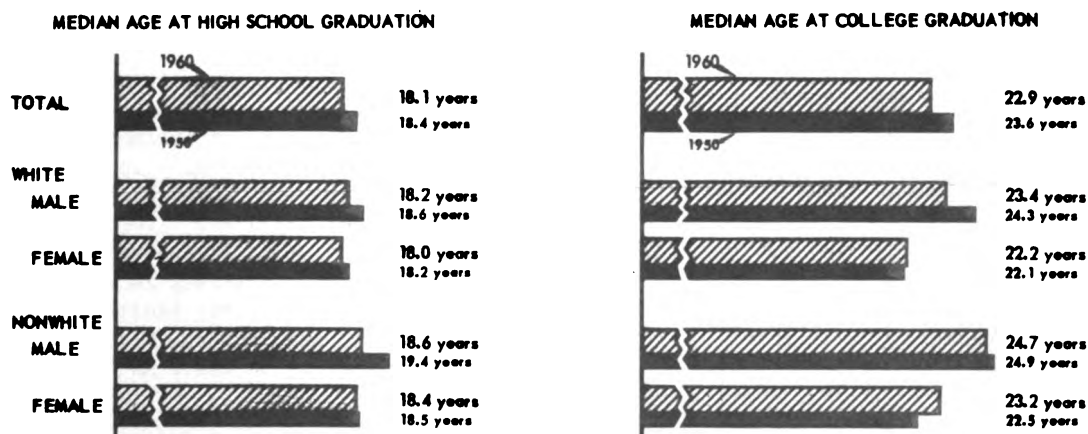 MEDIAN AGE AT HIGH SCHOOL GRADUATION
1960
TOTAL
18.1 years
18.4 years
1950
WHITE
MALE
18.2 years
18.6 years
FEMALE
18.0 years
18.2 years
NONWHITE
MALE
18.6 years
19.4 years
FEMALE
18.4 years
18.5 years
MEDIAN AGE AT COLLEGE GRADUATION
1960
22.9 years
23.6 years
1950
23.4 years
24.3 years
22.2 years
22.1 years
24.7 years
24.9 years
23.2 years
22.5 years